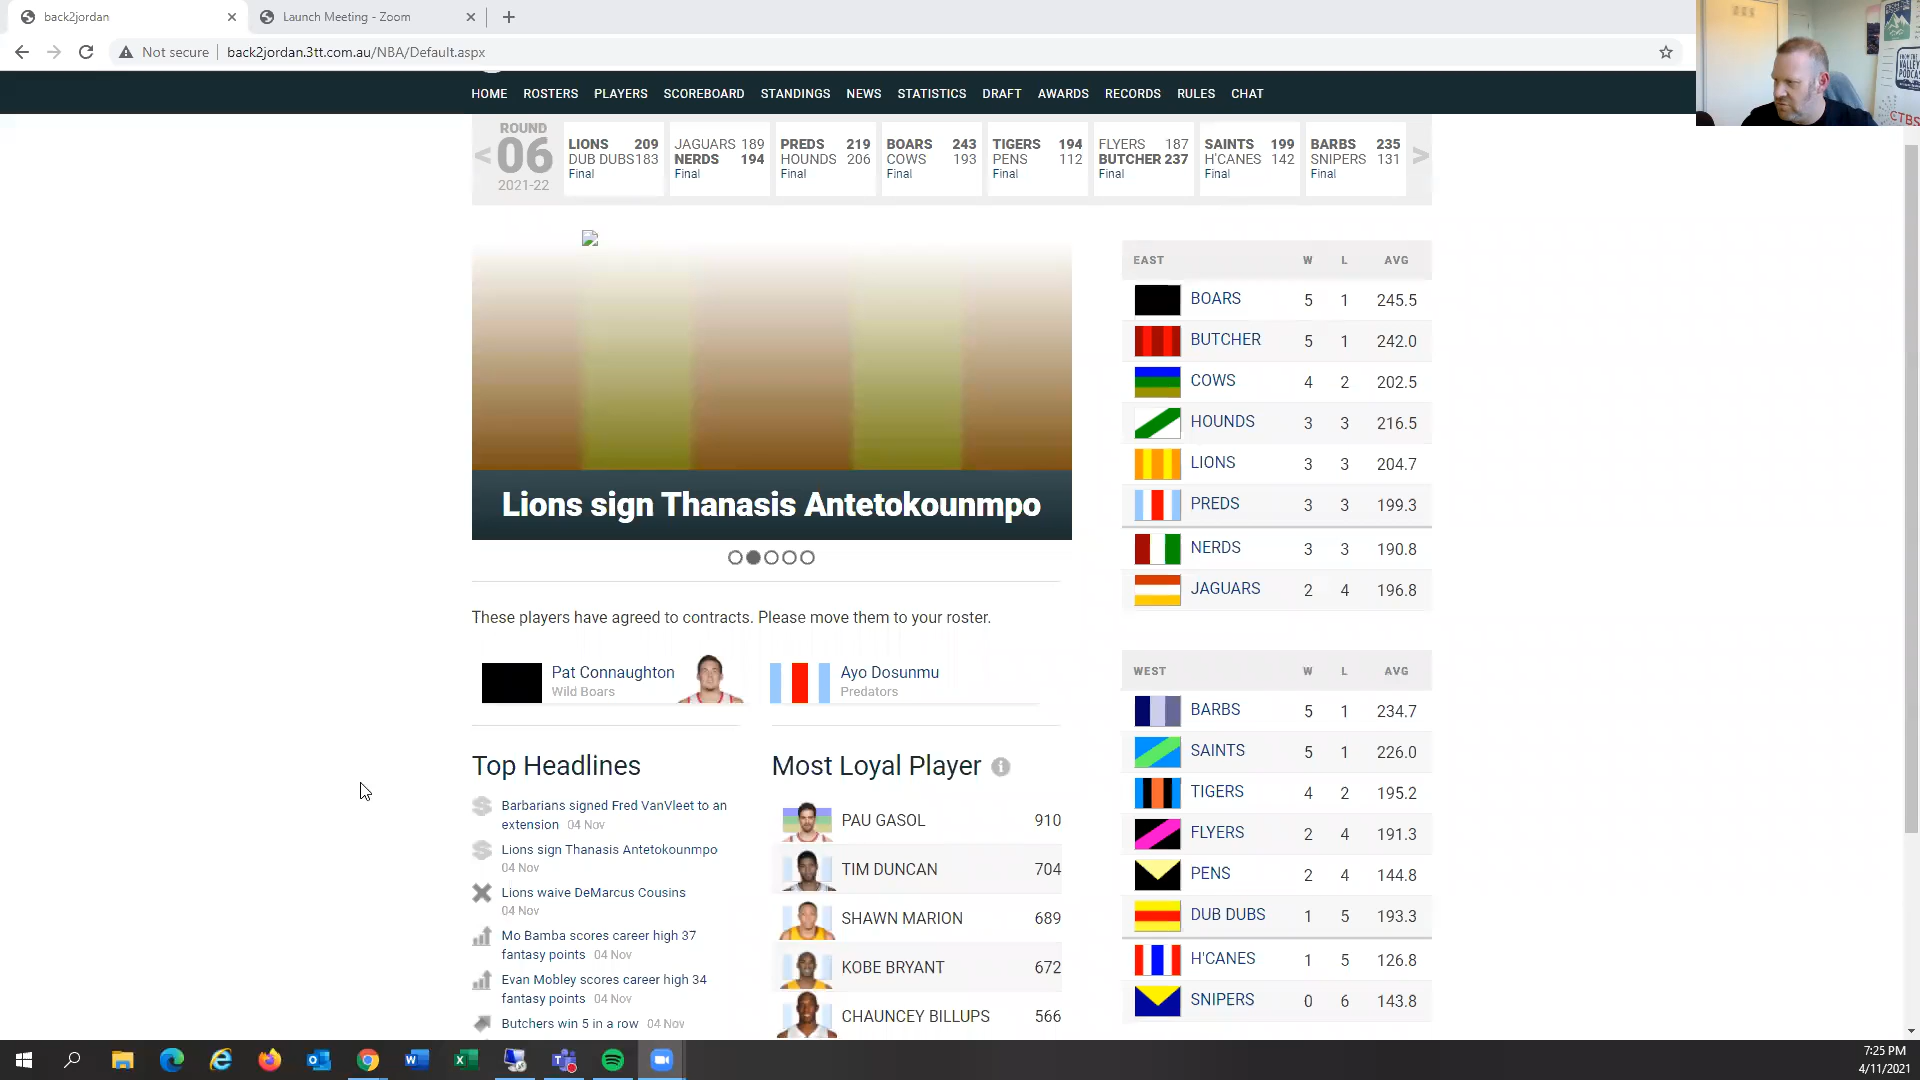 back2jordan
Launch Meeting - Zoom
Not secure
back2jordan.3tt.com.au/NBA/Default.aspx
HOME ROSTERS PLAYERS SCOREBOARD STANDINGS NEWS STATISTICS DRAFT AWARDS RECORDS RULES CHAT
ROUND
< 06
2021-22
LIONS 209
DUB DUBS183
Final
JAGUARS 189
NERDS 194
Final
PREDS 219
HOUNDS 206
Final
BOARS 243
COWS 193
Final
TIGERS 194
PENS 112
Final
FLYERS 187
BUTCHER 237
Final
SAINTS 199
H'CANES 142
Final
BARBS 235
SNIPERS 131
Final
>
Lions sign Thanasis Antetokounmpo
These players have agreed to contracts. Please move them to your roster.
Pat Connaughton
Wild Boars
Ayo Dosunmu
Predators
Top Headlines
Barbarians signed Fred VanVleet to an
extension 04 Nov
Lions sign Thanasis Antetokounmpo
04 Nov
Lions waive DeMarcus Cousins
04 Nov
Mo Bamba scores career high 37
fantasy points 04 Nov
Evan Mobley scores career high 34
fantasy points 04 Nov
Butchers win 5 in a row 04 Nov
Most Loyal Player
PAU GASOL 910
TIM DUNCAN 704
SHAWN MARION 689
KOBE BRYANT 672
CHAUNCEY BILLUPS 566
EAST W L AVG
BOARS 5 1 245.5
BUTCHER 5 1 242.0
COWS 4 2 202.5
HOUNDS 3 3 216.5
LIONS 3 3 204.7
PREDS 3 3 199.3
NERDS 3 3 190.8
JAGUARS 2 4 196.8
WEST W L AVG
BARBS 5 1 234.7
SAINTS 5 1 226.0
TIGERS 4 2 195.2
FLYERS 2 4 191.3
PENS 2 4 144.8
DUB DUBS 1 5 193.3
H'CANES 1 5 126.8
SNIPERS 0 6 143.8
VALLEY
PODCAST
CTBS
7:25 PM
4/11/2021